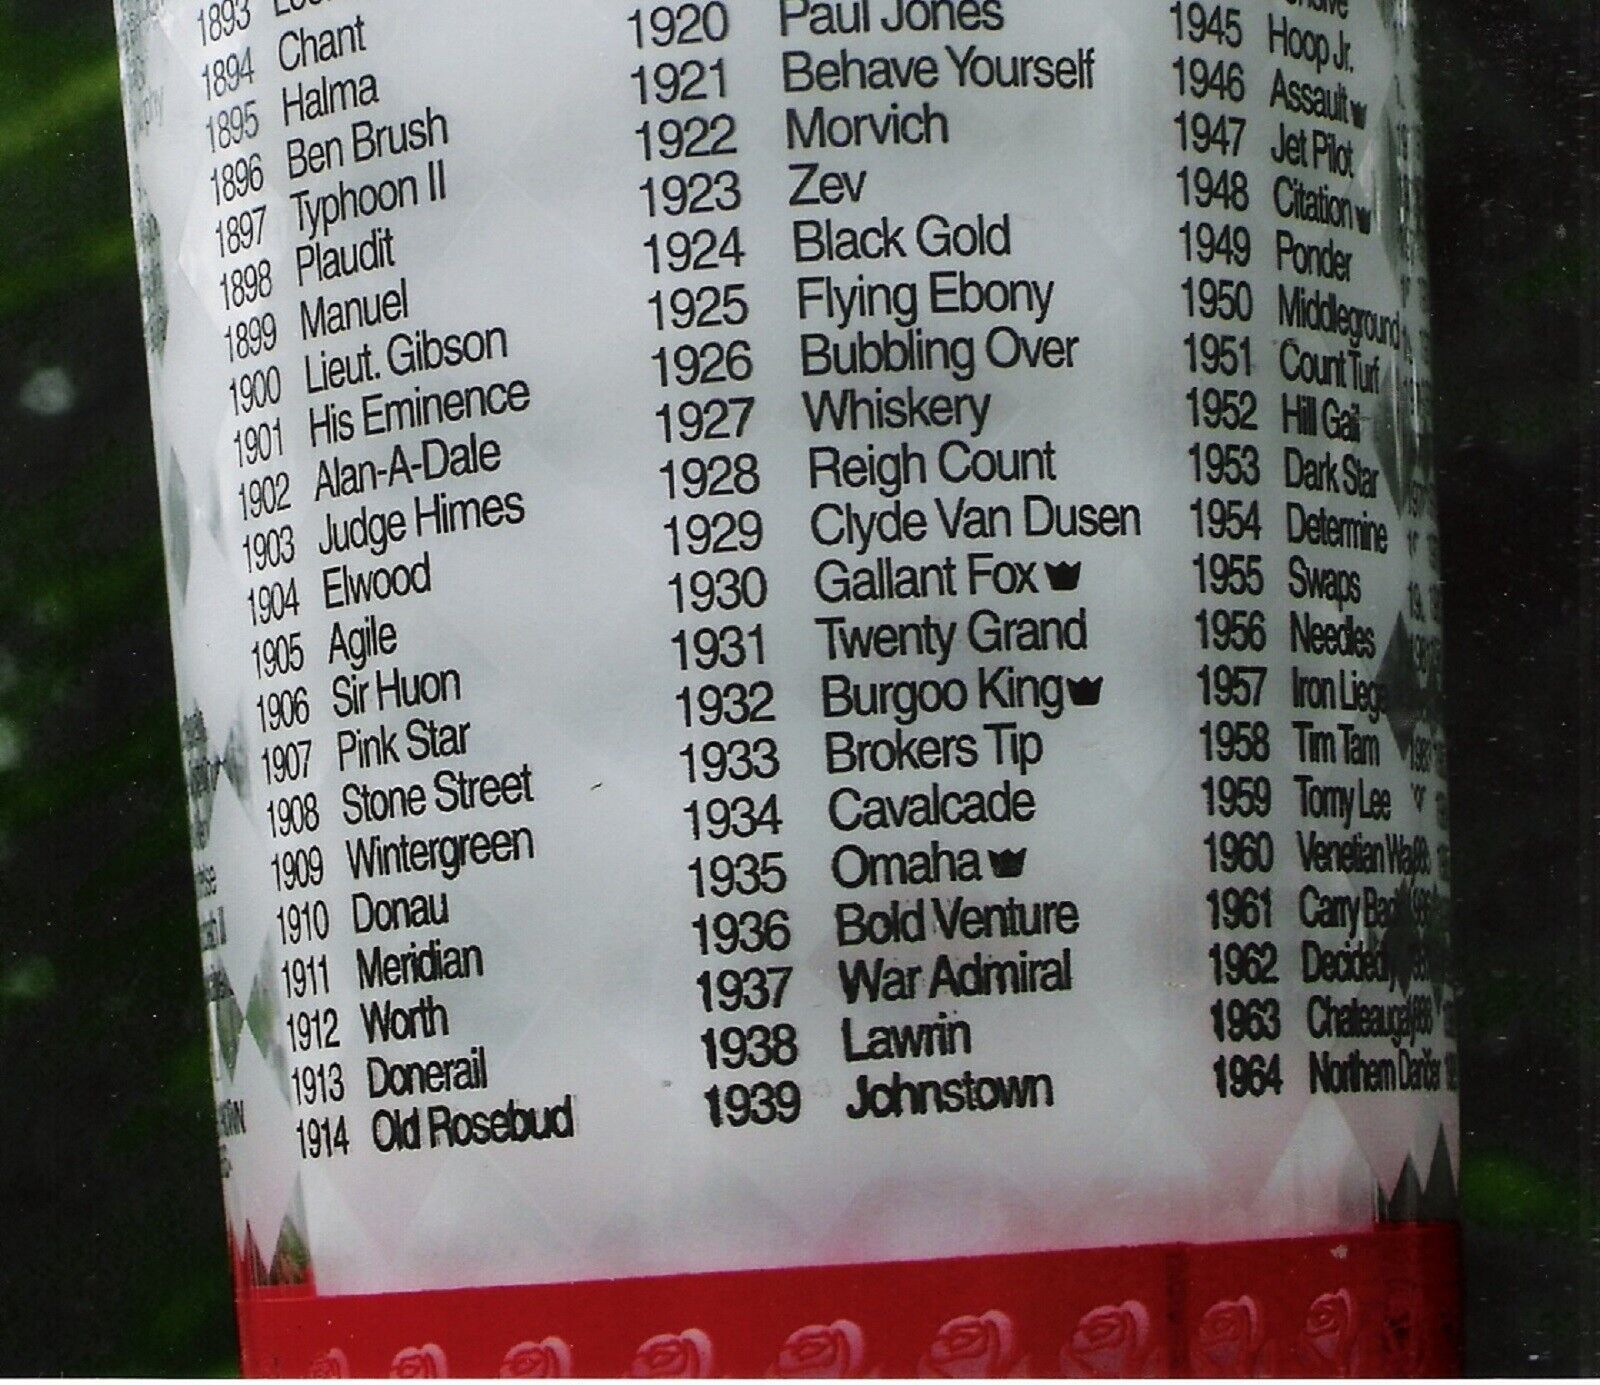 1893
1894 Chant
1895 Halma
1896 Ben Brush
1897 Typhoon II
1898 Plaudit
1899 Manuel
1900 Lieut. Gibson
1901 His Eminence
1902 Alan-A-Dale
1903 Judge Himes
1904 Elwood
1905 Agile
1906 Sir Huon
1907 Pink Star
1908 Stone Street
1909 Wintergreen
1910 Donau
1911 Meridian
1912 Worth
1913 Donerail
1914 Old Rosebud
1920 Paul Jones
1921 Behave Yourself
1922 Morvich
1923 Zev
1924 Black Gold
1925 Flying Ebony
1926 Bubbling Over
1927 Whiskery
1928 Reigh Count
1929 Clyde Van Dusen
1930 Gallant Fox
1931 Twenty Grand
1932 Burgoo King
1933 Brokers Tip
1934 Cavalcade
1935 Omaha
1936 Bold Venture
1937 War Admiral
1938 Lawrin
1939 Johnstown
1945 Hoop Jr.
1946 Assault
1947 Jet Pilot
1948 Citation
1949 Ponder
1950 Middleground
1951 Count Turf
1952 Hill Gail
1953 Dark Star
1954 Determine
1955 Swaps
1956 Needles
1957 Iron Liege
1958 Tim Tam
1959 Tomy Lee
1960 Venetian Way
1961 Carry Back
1962 Decidedly
1963 Chateaugay
1964 Northern Dancer